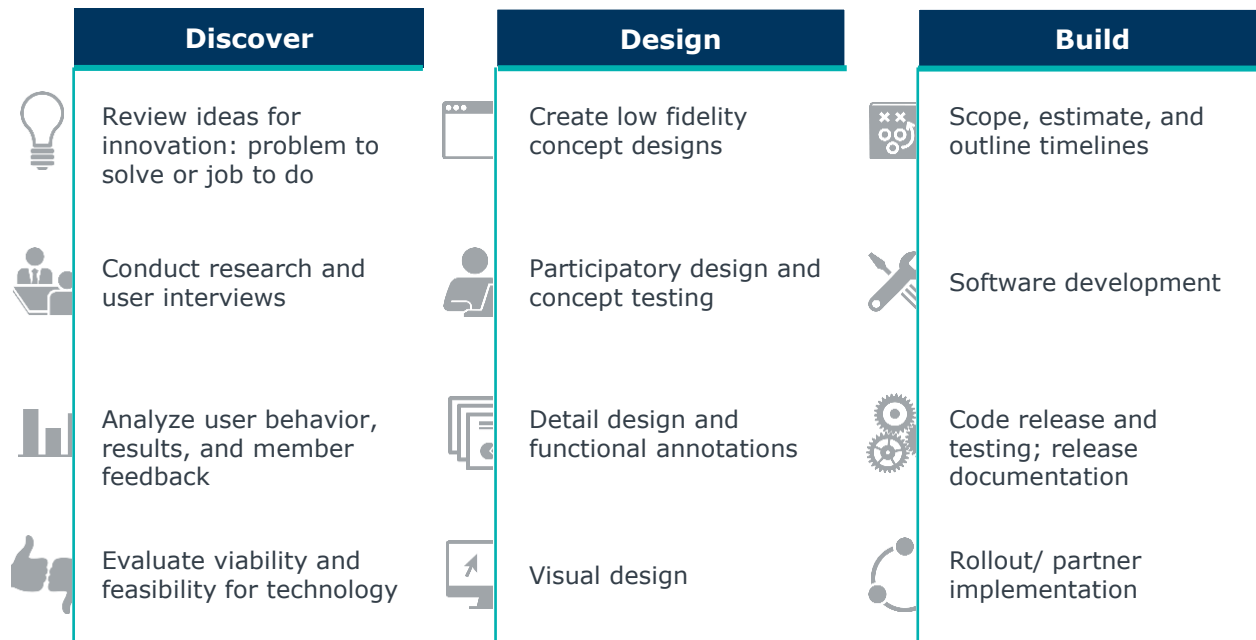 Discover
Review ideas for
innovation: problem to
solve or job to do
Conduct research and
user interviews
Analyze user behavior,
results, and member
feedback
Evaluate viability and
feasibility for technology
Design
Create low fidelity
concept designs
Participatory design and
concept testing
Detail design and
functional annotations
Visual design
Build
Scope, estimate, and
outline timelines
Software development
Code release and
testing; release
documentation
Rollout/ partner
implementation